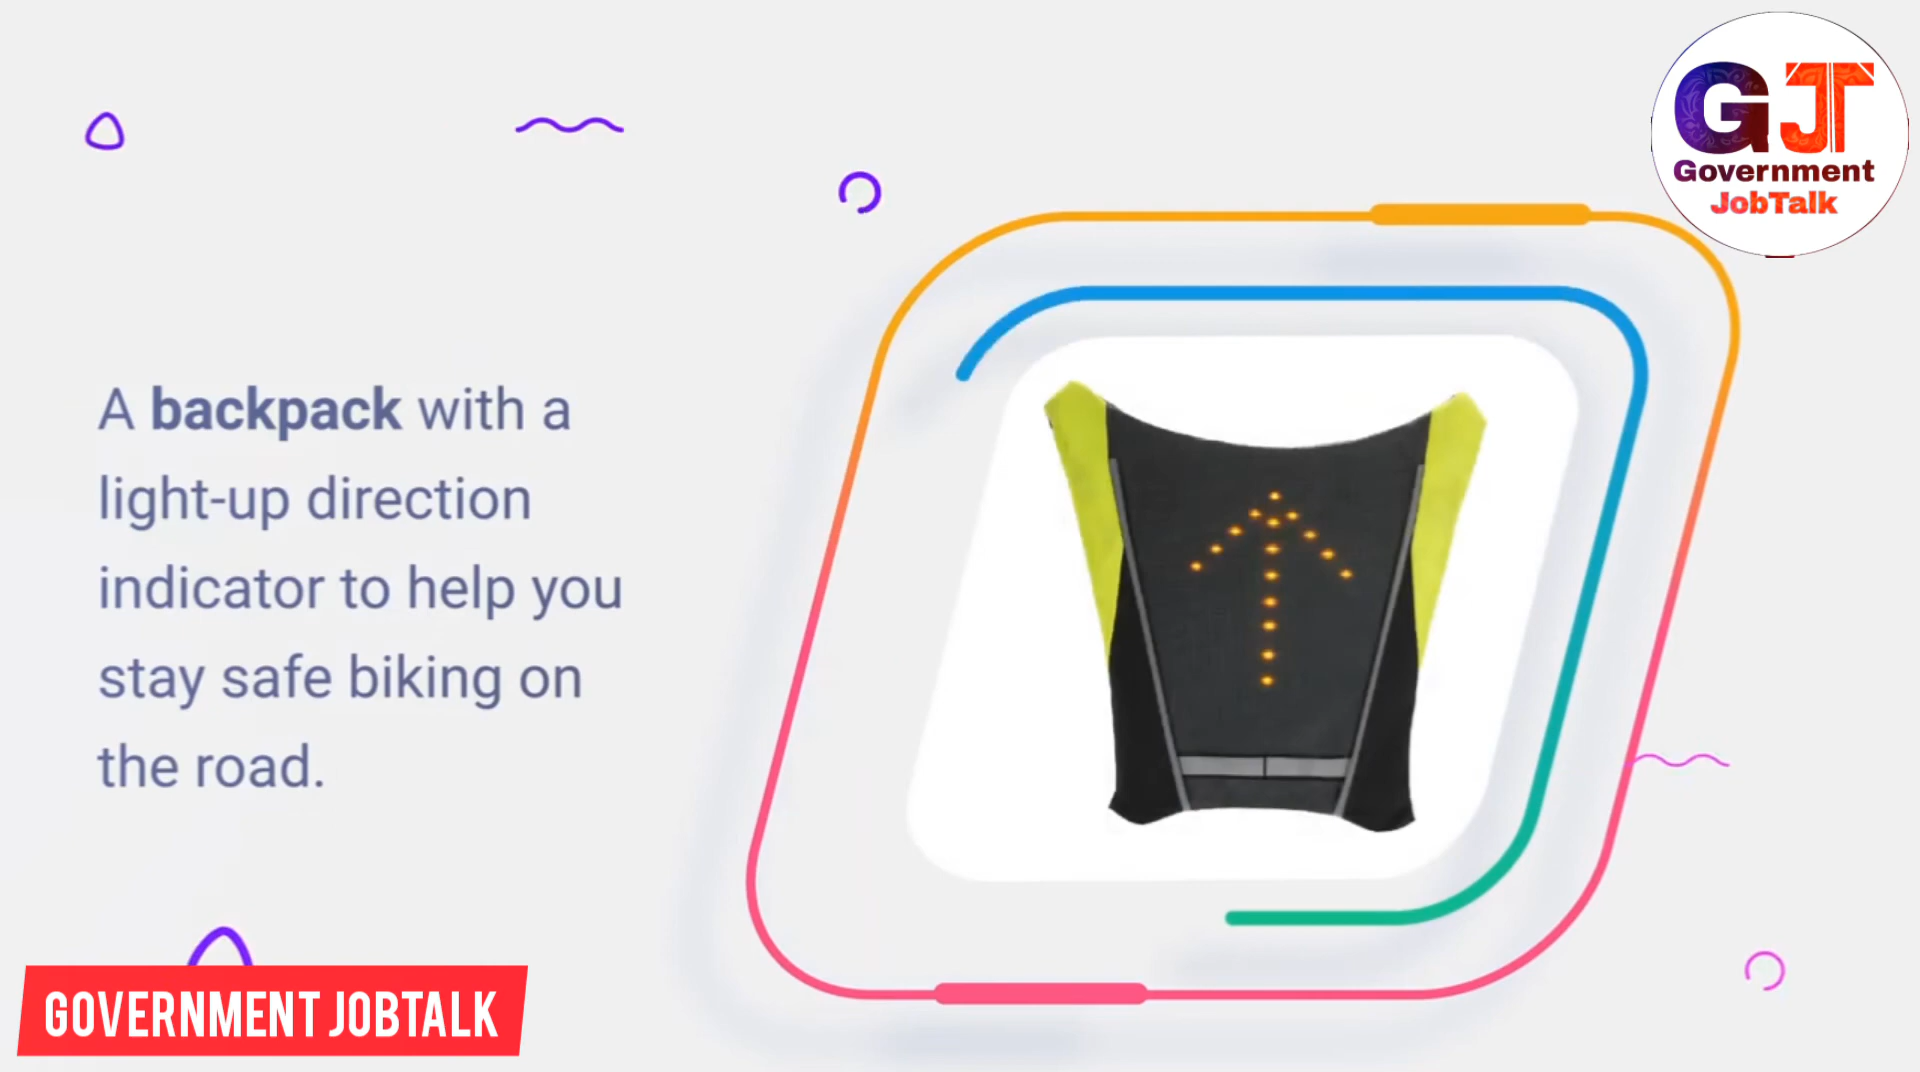 GJ
Government
JobTalk
A backpack with a
light-up direction
indicator to help you
stay safe biking on
the road.
GOVERNMENT JOBTALK